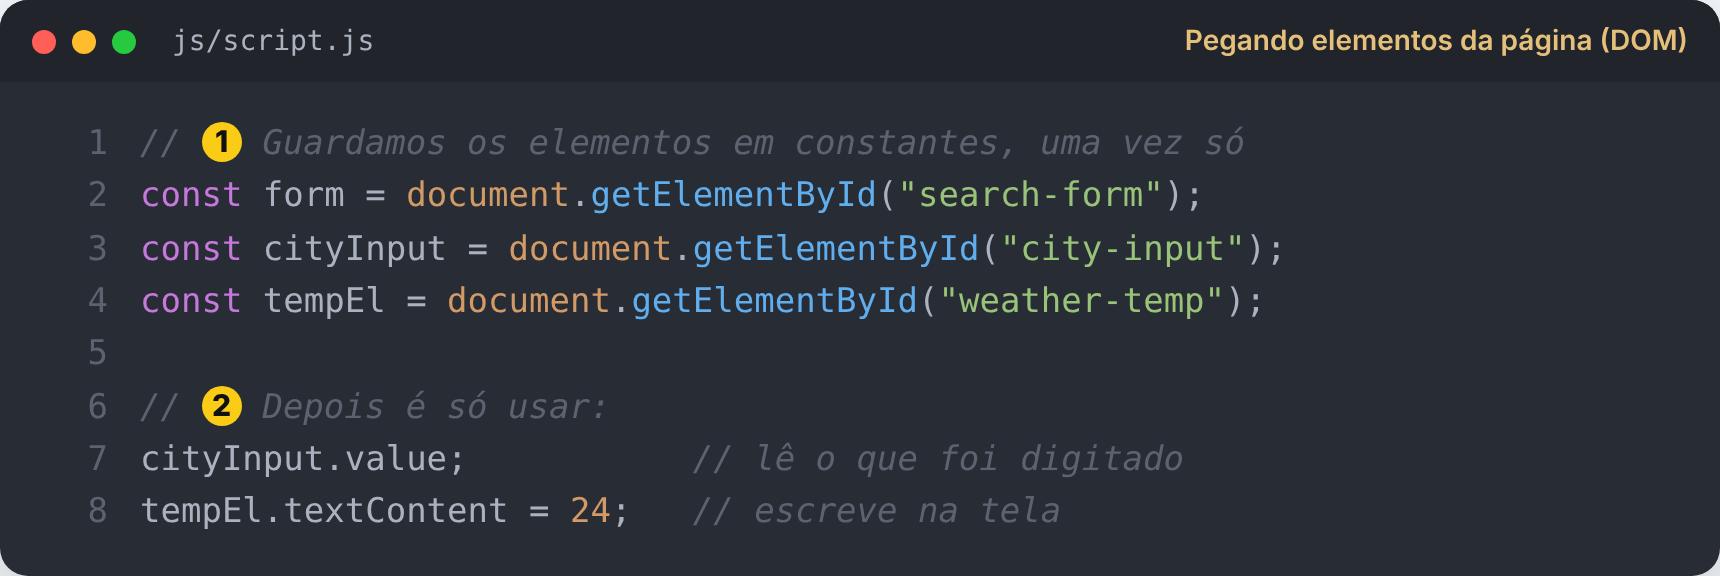 js/script.js
Pegando elementos da página (DOM)
1 // 1 Guardamos os elementos em constantes, uma vez só
2 const form = document.getElementById("search-form");
3 const cityInput = document.getElementById("city-input");
4 const tempEl = document.getElementById("weather-temp");
5
6 // 2 Depois é só usar:
7 cityInput.value; // lê o que foi digitado
8 tempEl.textContent = 24; // escreve na tela